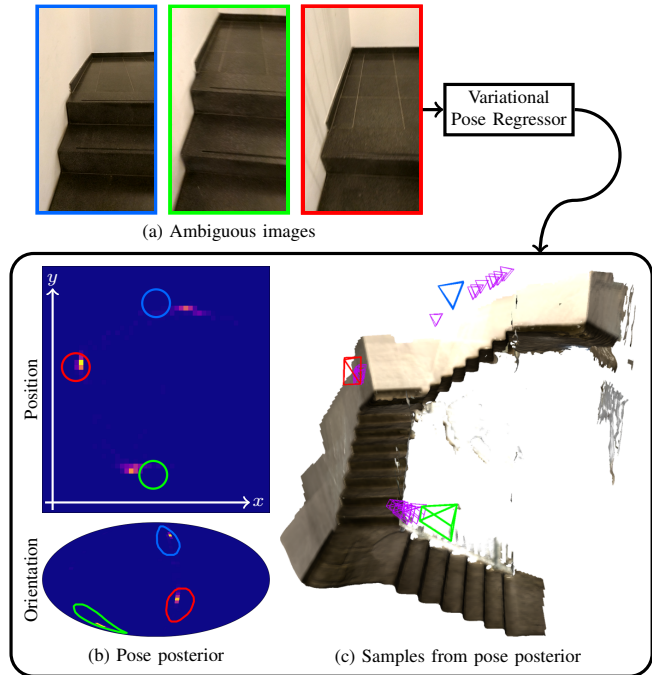 Variational
Pose Regressor
(a) Ambiguous images
y
Position
x
Orientation
(b) Pose posterior
(c) Samples from pose posterior